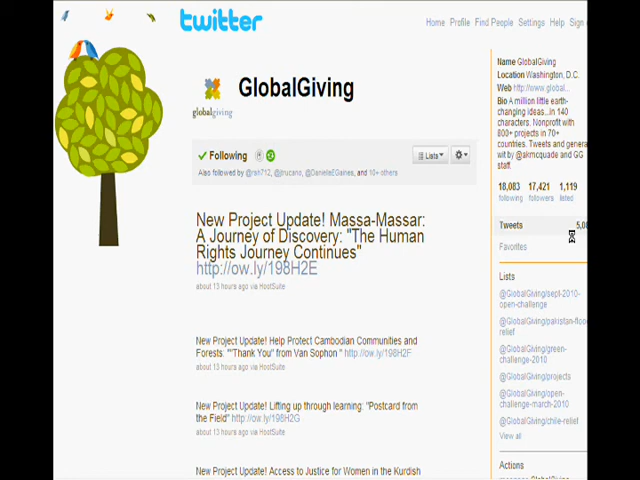 twitter
Home Profile Find People Settings Help Sign
GlobalGiving
globalgiving
Following
Lists
Also followed by @rsh712, @jtrucano, @DanielleEGaines, and 10+ others
New Project Update! Massa-Massar:
A Journey of Discovery: "The Human
Rights Journey Continues"
http://ow.ly/198H2E
about 13 hours ago via HootSuite
New Project Update! Help Protect Cambodian Communities and
Forests: ""Thank You" from Van Sophon " http://ow.ly/198H2F
about 13 hours ago via HootSuite
New Project Update! Lifting up through learning: "Postcard from
the Field" http://ow.ly/198H2G
about 13 hours ago via HootSuite
New Project Update! Access to Justice for Women in the Kurdish
Name GlobalGiving
Location Washington, D.C.
Web http://www.global...
Bio A million little earth-
changing ideas...in 140
characters. Nonprofit with
800+ projects in 70+
countries. Tweets and genera
wit by @akmcquade and GG
staff.
18,083 17,421 1,119
following followers listed
Tweets 5,0
Favorites
Lists
@GlobalGiving/sept-2010-
open-challenge
@GlobalGiving/pakistan-floo
relief
@GlobalGiving/green-
challenge-2010
@GlobalGiving/projects
@GlobalGiving/open-
challenge-march-2010
@GlobalGiving/chile-relief
View all
Actions